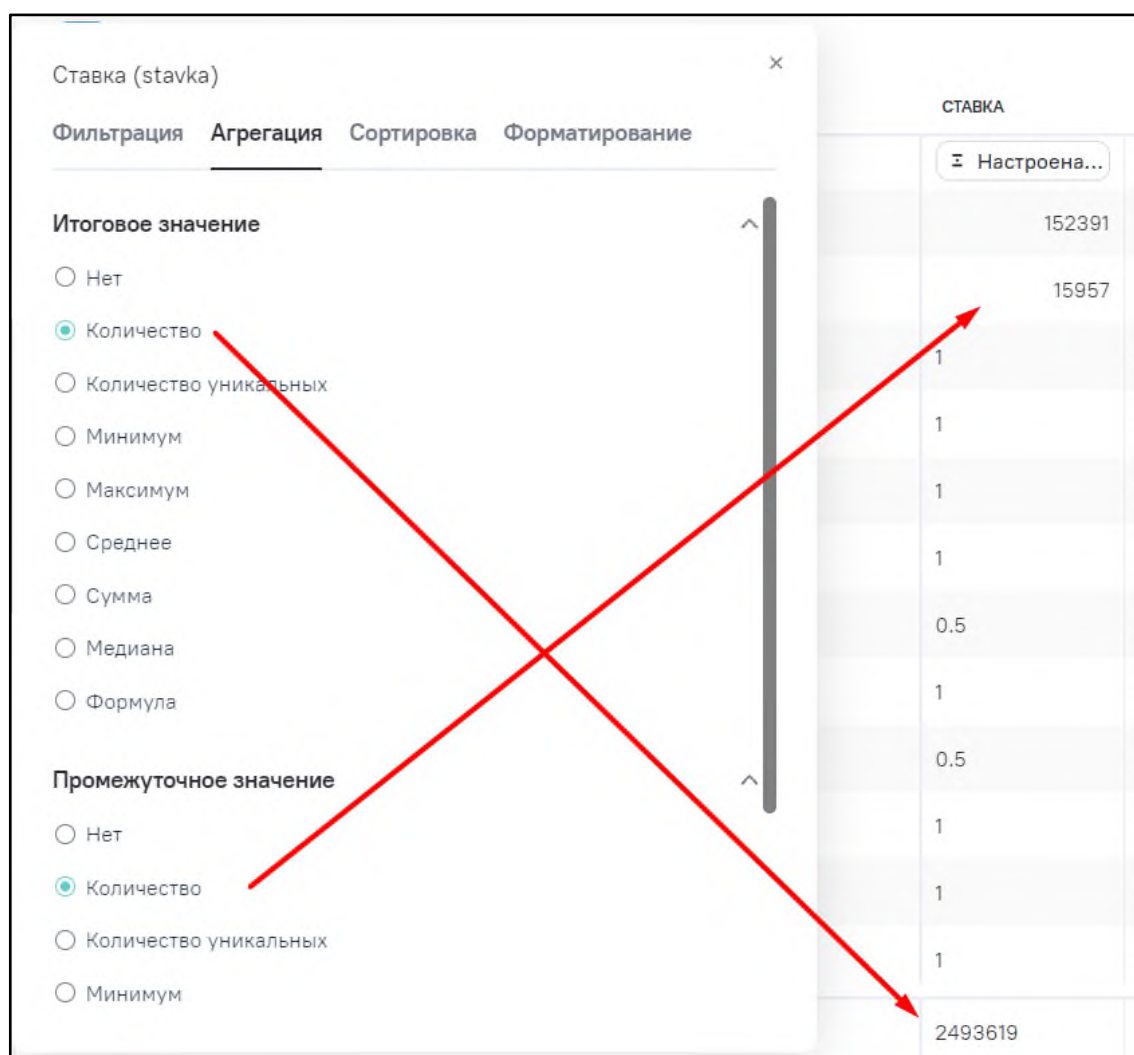 Ставка (stavka)
×
Фильтрация Агрегация Сортировка Форматирование
Итоговое значение
Нет
Количество
Количество уникальных
Минимум
Максимум
Среднее
Сумма
Медиана
Формула
Промежуточное значение
Нет
Количество
Количество уникальных
Минимум
СТАВКА
Настроена...
152391
15957
1
1
1
1
0.5
1
0.5
1
1
1
2493619